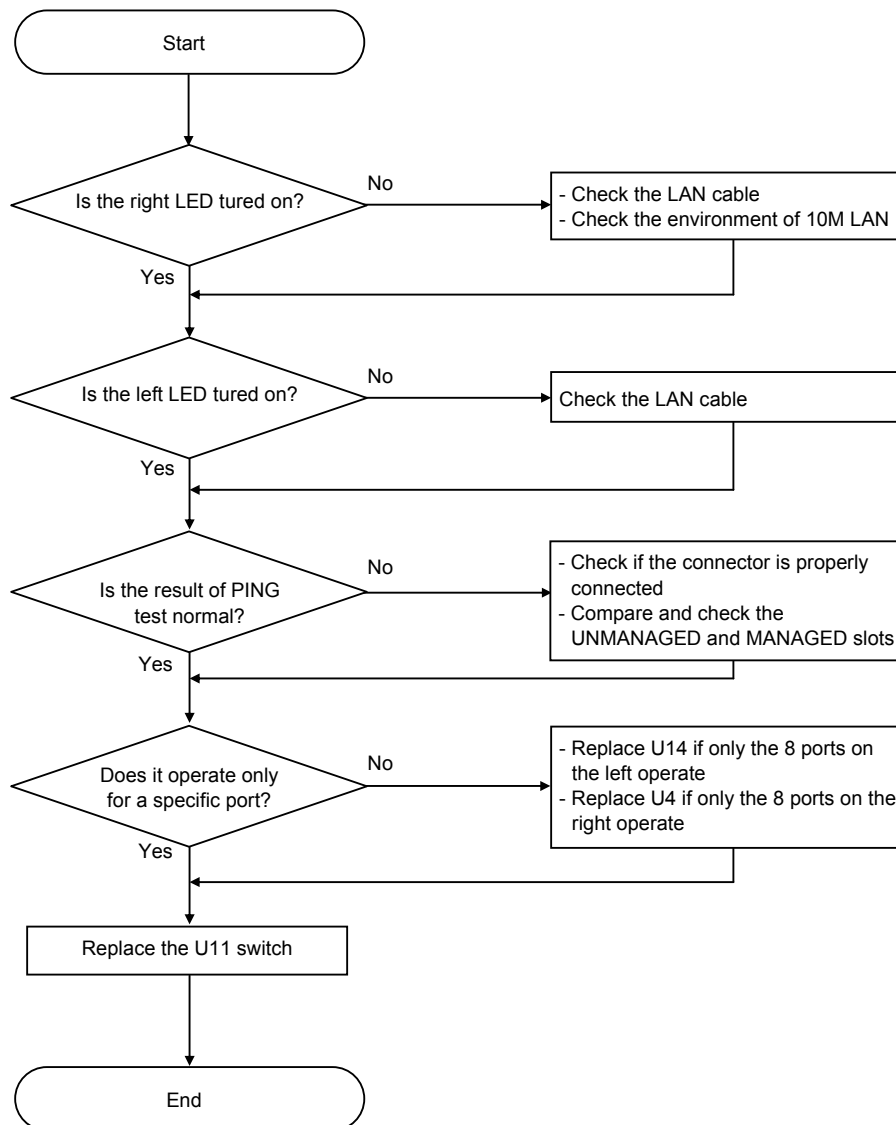 Start
Is the right LED tured on?
No
- Check the LAN cable
- Check the environment of 10M LAN
Yes
Is the left LED tured on?
No
Check the LAN cable
Yes
Is the result of PING
test normal?
No
- Check if the connector is properly
connected
- Compare and check the
UNMANAGED and MANAGED slots
Yes
Does it operate only
for a specific port?
No
- Replace U14 if only the 8 ports on
the left operate
- Replace U4 if only the 8 ports on the
right operate
Yes
Replace the U11 switch
End